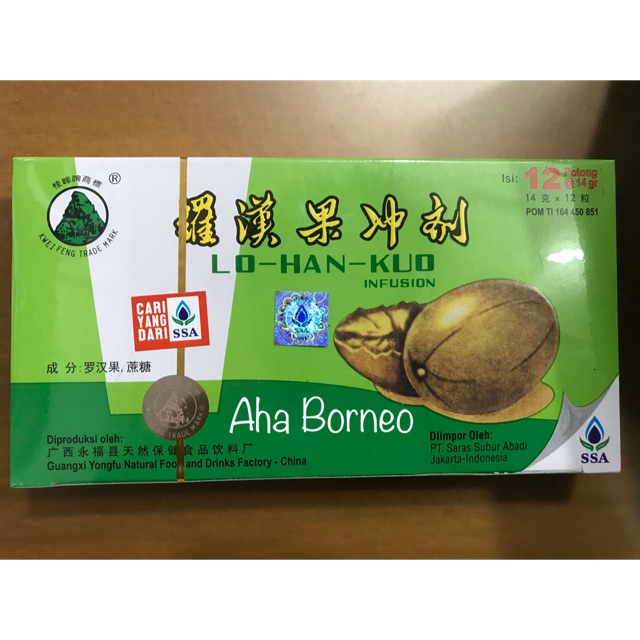 桂峰牌商標
®
KWEI FENG TRADE MARK
Isi: 12 Potong
@ 14 gr
14 克 x 12 粒
POM TI 164 450 851
羅漢果冲剂
LO-HAN-KUO
INFUSION
CARI
YANG
DARI
SSA
成 分:罗汉果,蔗糖
TRADE MARK
Aha Borneo
Diproduksi oleh:
广西永福县天然保健食品饮料厂
Guangxi Yongfu Natural Food and Drinks Factory - China
Diimpor Oleh:
PT. Saras Subur Abadi
Jakarta-Indonesia
SSA